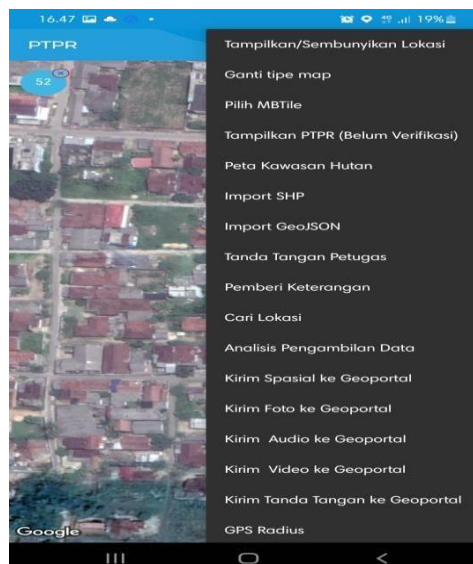 16.47
19%
PTPR
52
Tampilkan/Sembunyikan Lokasi
Ganti tipe map
Pilih MBTile
Tampilkan PTPR (Belum Verifikasi)
Peta Kawasan Hutan
Import SHP
Import GeoJSON
Tanda Tangan Petugas
Pemberi Keterangan
Cari Lokasi
Analisis Pengambilan Data
Kirim Spasial ke Geoportal
Kirim Foto ke Geoportal
Kirim  Audio ke Geoportal
Kirim  Video ke Geoportal
Kirim Tanda Tangan ke Geoportal
GPS Radius
Google